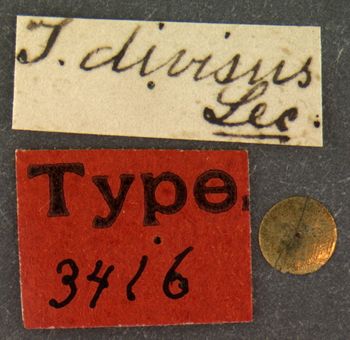 T. divisus
Lec.
Type
3416